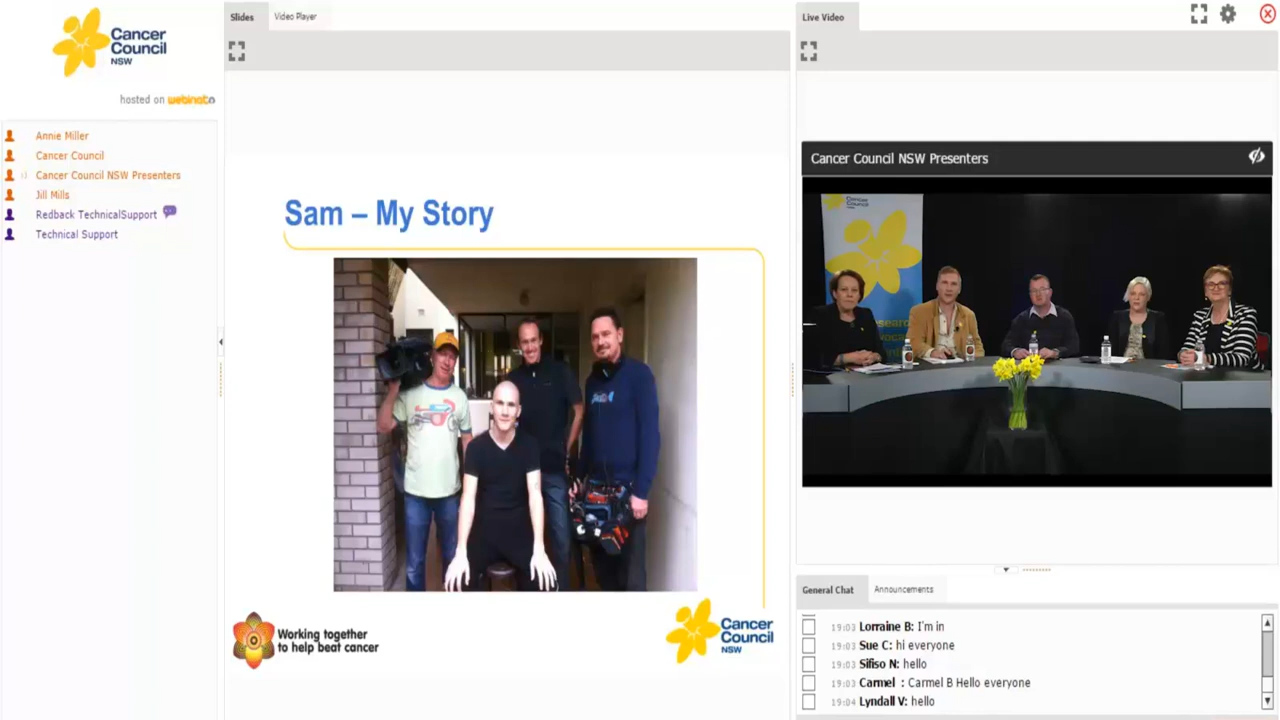 Cancer
Council
NSW
hosted on webinato
Annie Miller
Cancer Council
Cancer Council NSW Presenters
Jill Mills
Redback TechnicalSupport
Technical Support
Slides
Video Player
Sam – My Story
Working together
to help beat cancer
Cancer
Council
NSW
Live Video
Cancer Council NSW Presenters
Cancer
Council
General Chat
Announcements
19:03 Lorraine B: I'm in
19:03 Sue C: hi everyone
19:03 Sifiso N: hello
19:03 Carmel : Carmel B Hello everyone
19:04 Lyndall V: hello